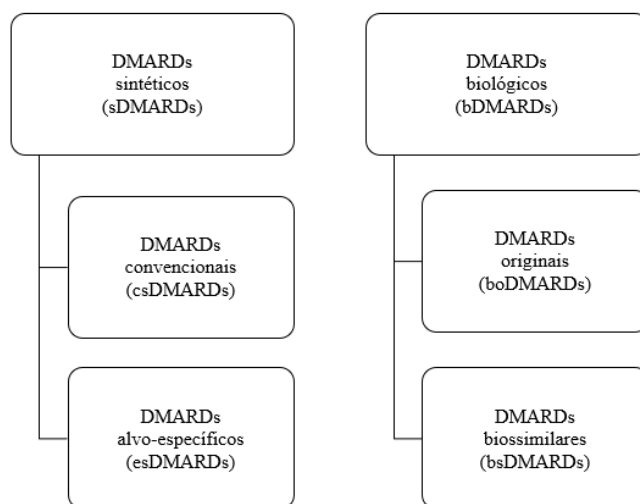 DMARDs
sintéticos
(sDMARDs)
DMARDs
convencionais
(csDMARDs)
DMARDs
alvo-específicos
(esDMARDs)
DMARDs
biológicos
(bDMARDs)
DMARDs
originais
(boDMARDs)
DMARDs
biossimilares
(bsDMARDs)